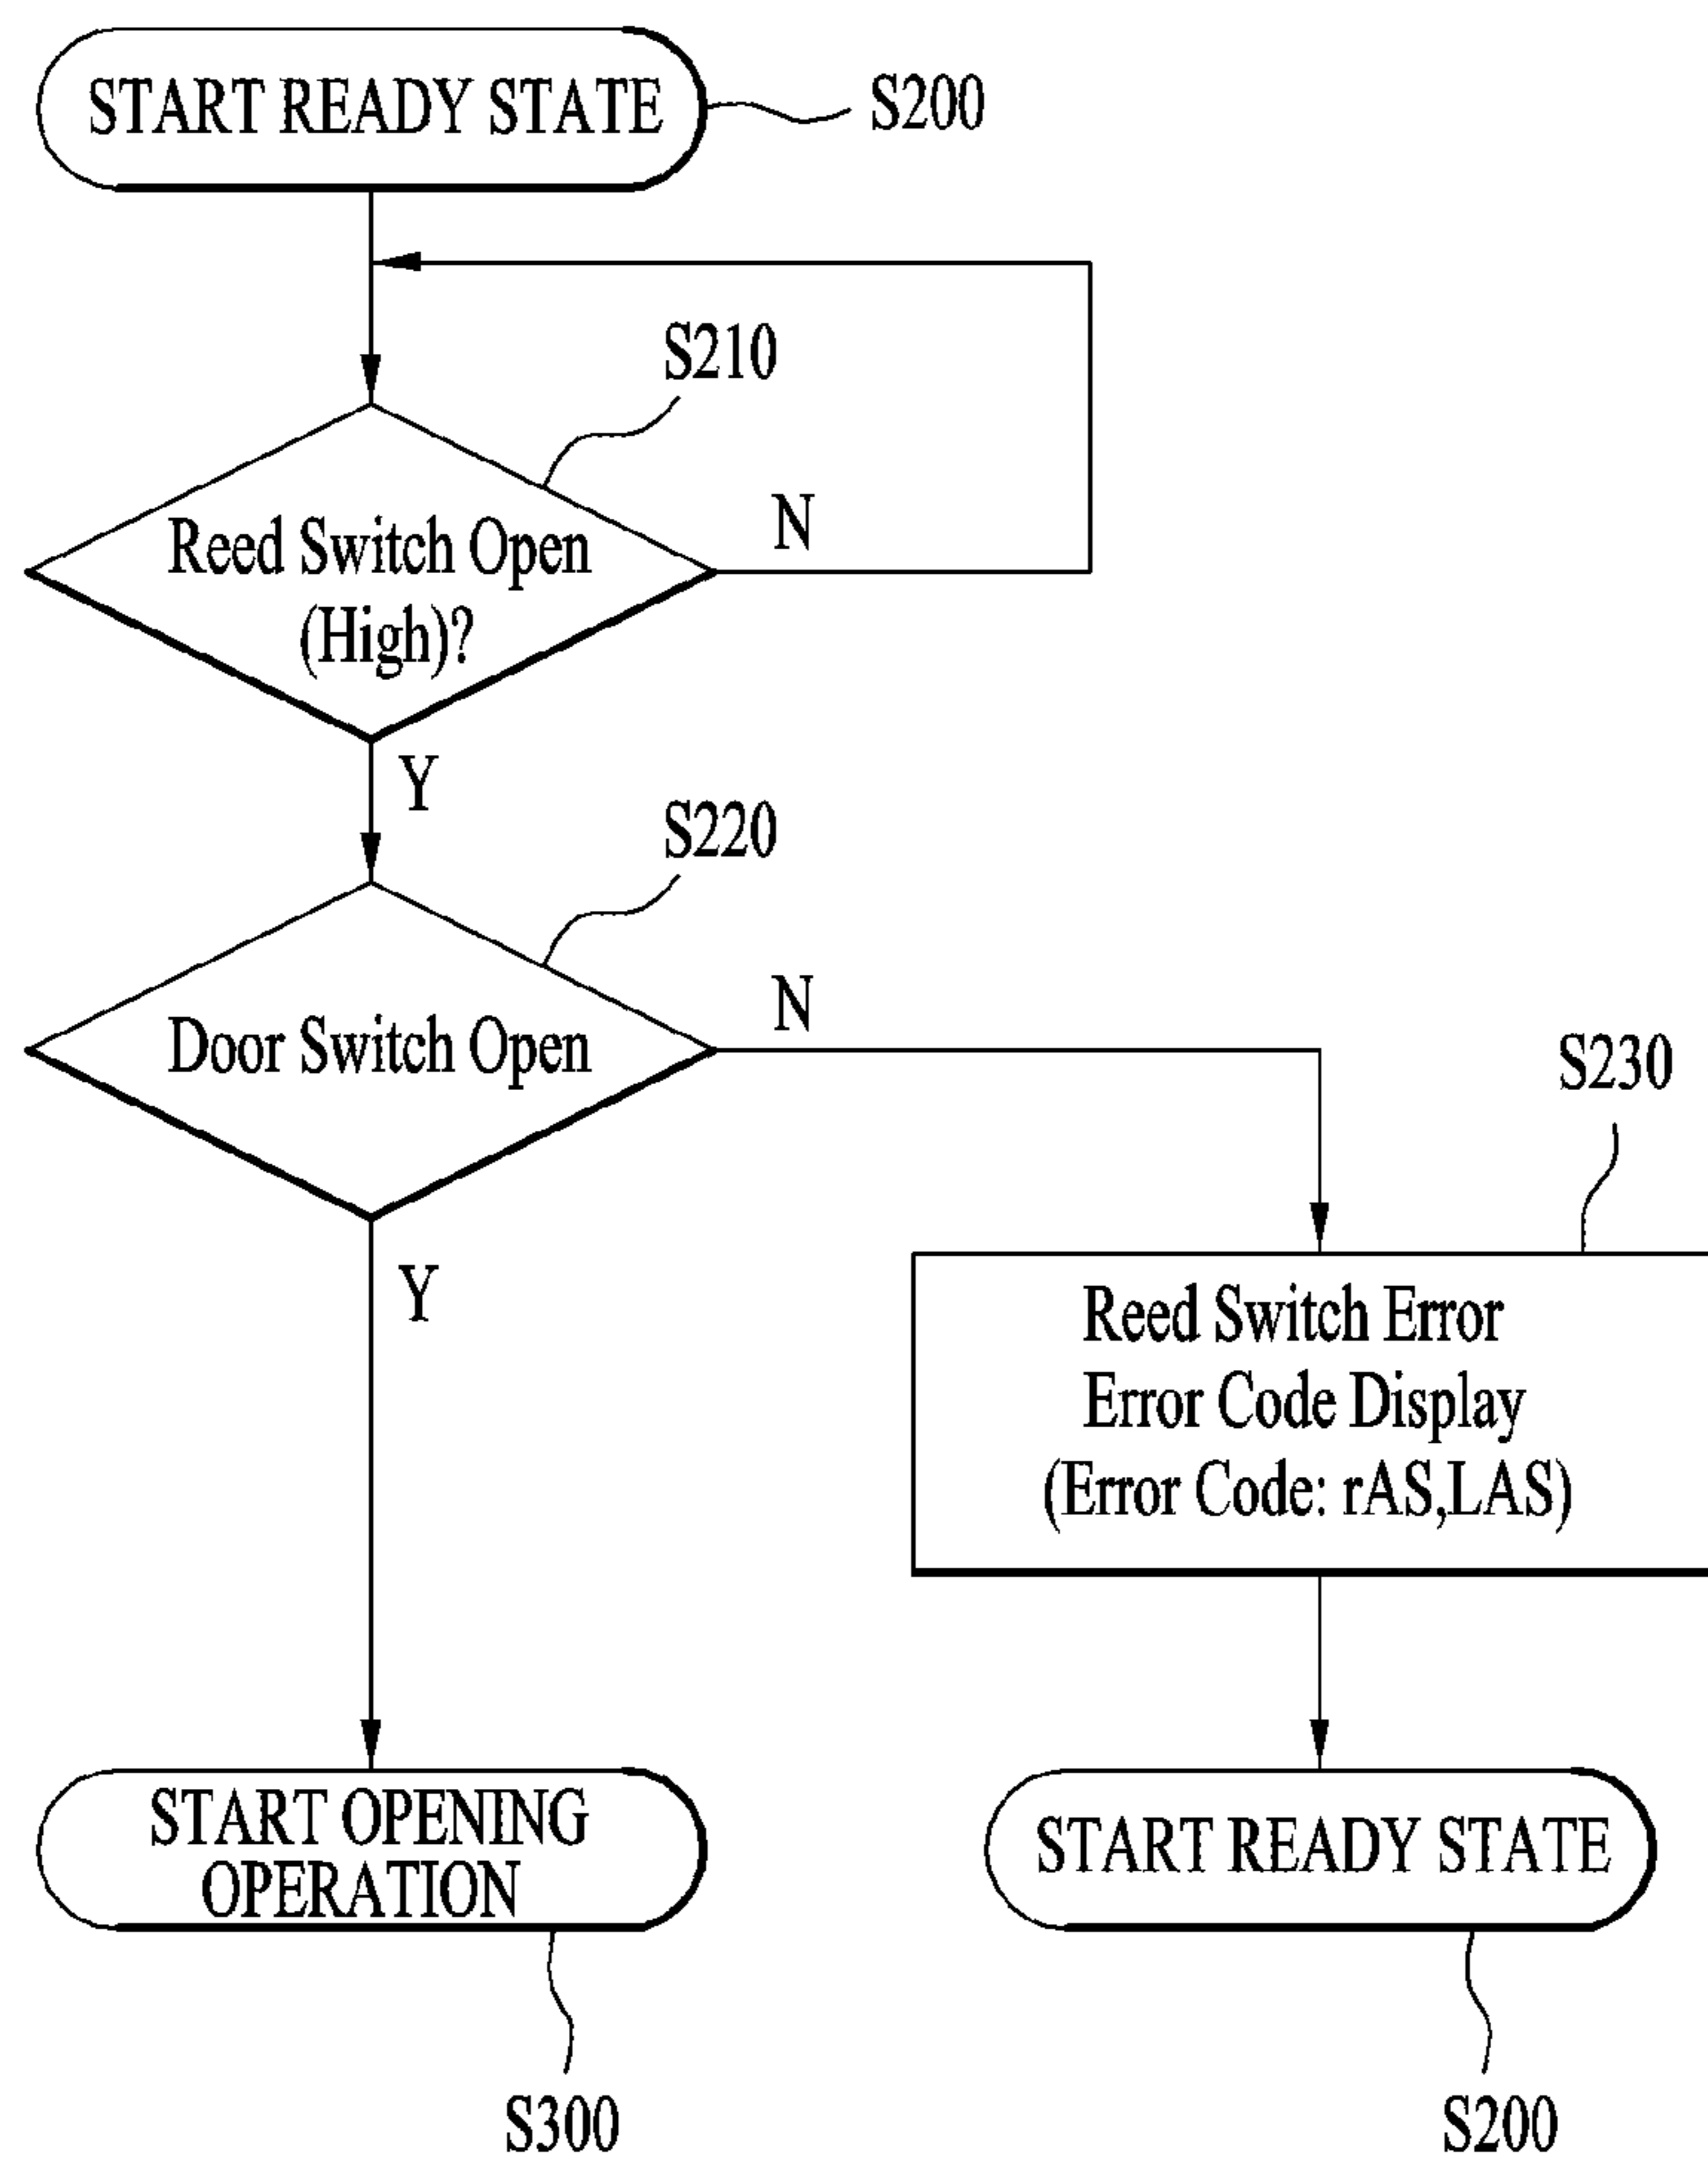 START READY STATE
S200
S210
Reed Switch Open
(High)?
N
Y
S220
Door Switch Open
N
Y
S230
Reed Switch Error
Error Code Display
(Error Code: rAS,LAS)
START OPENING
OPERATION
START READY STATE
S300
S200